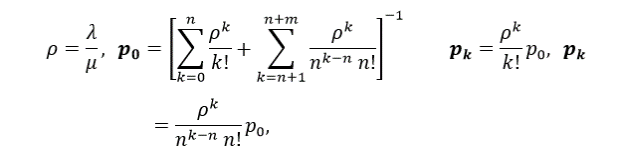 ρ = λ/μ, p₀ = [∑_{k=0}^{n} ρ^k/k! + ∑_{k=n+1}^{n+m} ρ^k/(n^{k−n} n!)]^{−1} p_k = ρ^k/k! p₀, p_k
= ρ^k/(n^{k−n} n!) p₀,